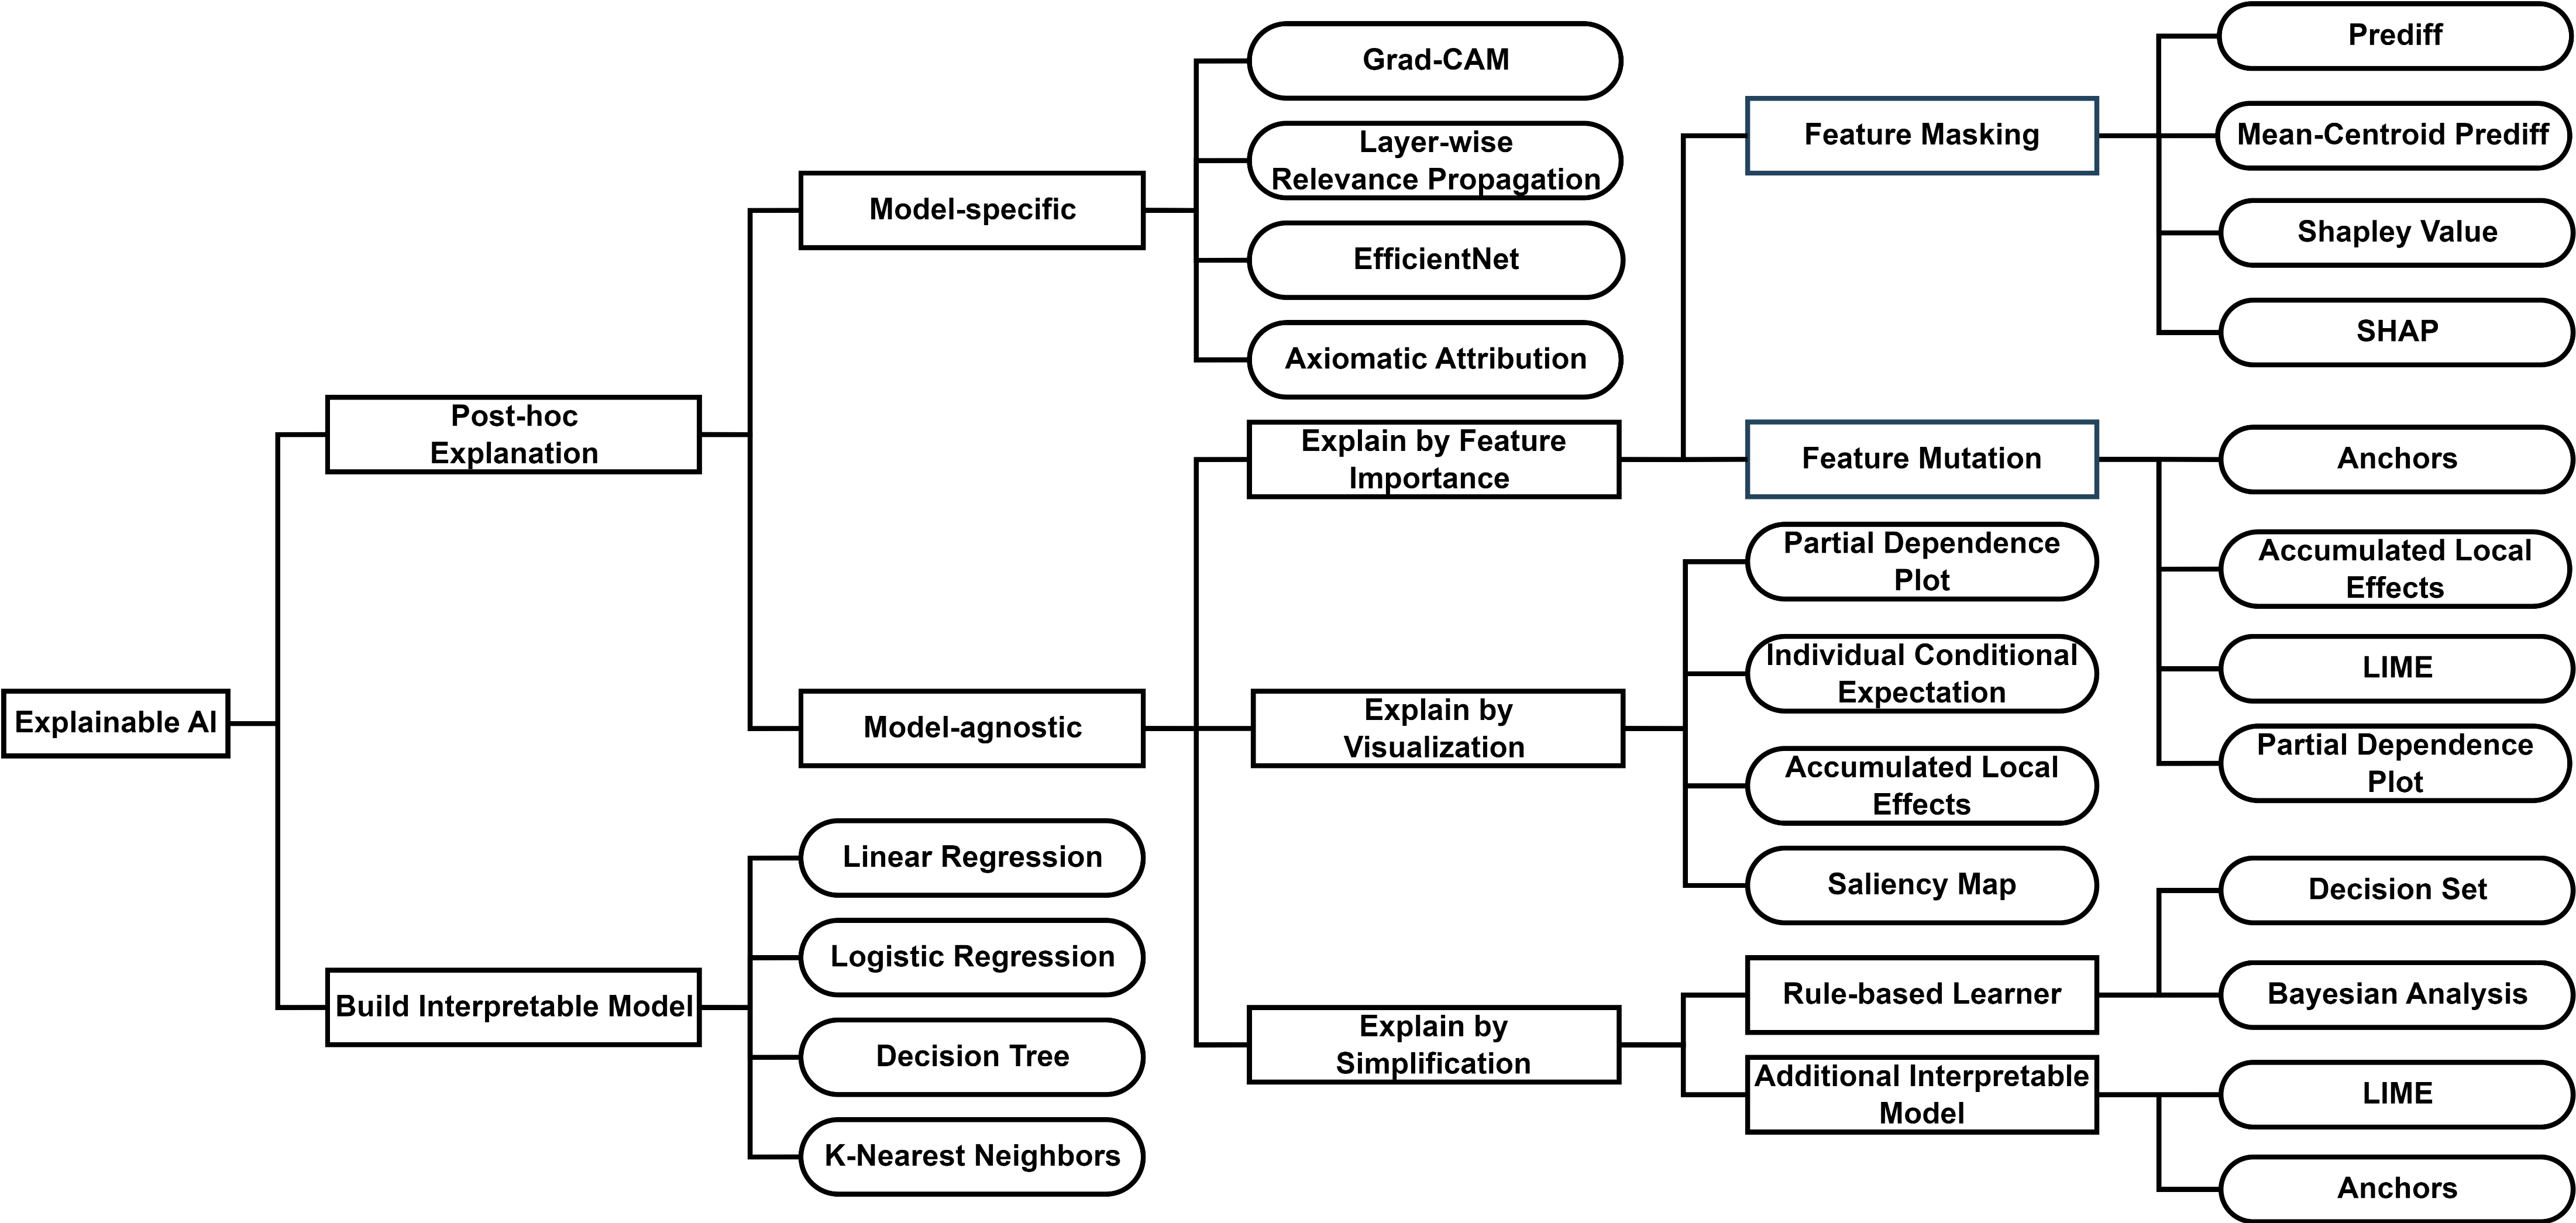 Explainable AI
Post-hoc
Explanation
Build Interpretable Model
Model-specific
Model-agnostic
Linear Regression
Logistic Regression
Decision Tree
K-Nearest Neighbors
Grad-CAM
Layer-wise
Relevance Propagation
EfficientNet
Axiomatic Attribution
Explain by Feature
Importance
Explain by
Visualization
Explain by
Simplification
Feature Masking
Feature Mutation
Partial Dependence
Plot
Individual Conditional
Expectation
Accumulated Local
Effects
Saliency Map
Rule-based Learner
Additional Interpretable
Model
Prediff
Mean-Centroid Prediff
Shapley Value
SHAP
Anchors
Accumulated Local
Effects
LIME
Partial Dependence
Plot
Decision Set
Bayesian Analysis
LIME
Anchors